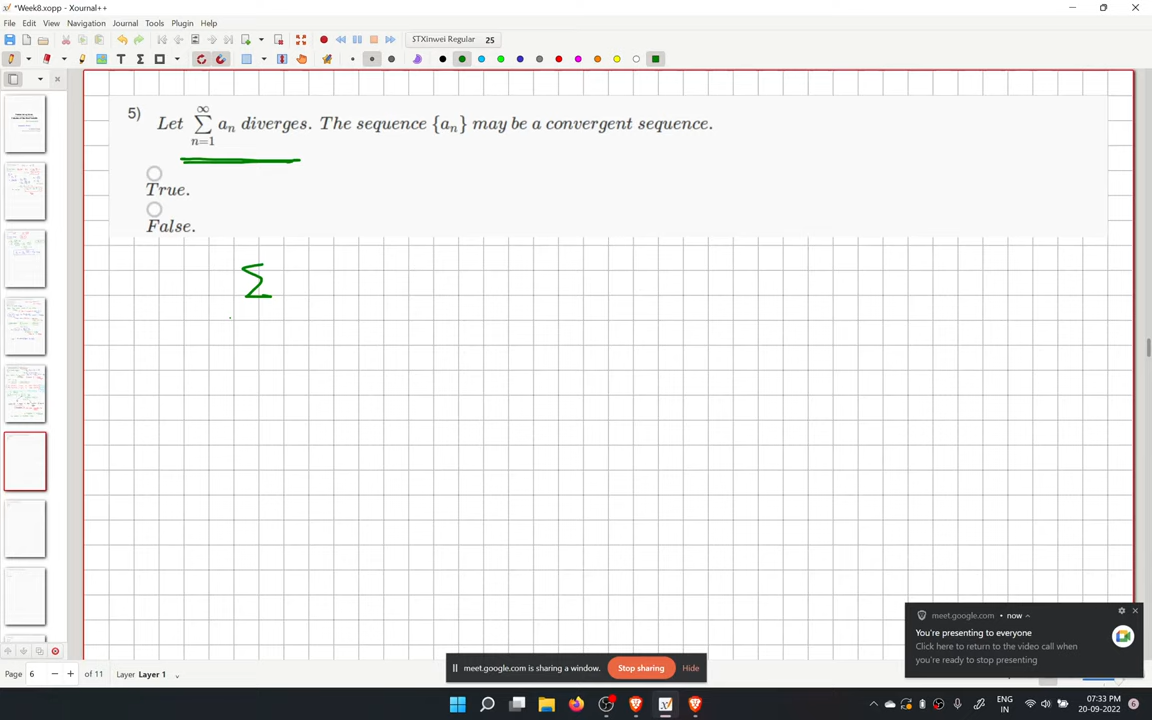 *Week8.xopp - Xournal++
File Edit View Navigation Journal Tools Plugin Help
STXinwei Regular 25
5) Let \sum_{n=1}^{∞} a_n diverges. The sequence {a_n} may be a convergent sequence.
True.
False.
Σ
meet.google.com • now
You're presenting to everyone
Click here to return to the video call when
you're ready to stop presenting
meet.google.com is sharing a window. Stop sharing Hide
Page 6 of 11 Layer Layer 1
ENG
IN
07:33 PM
20-09-2022
6